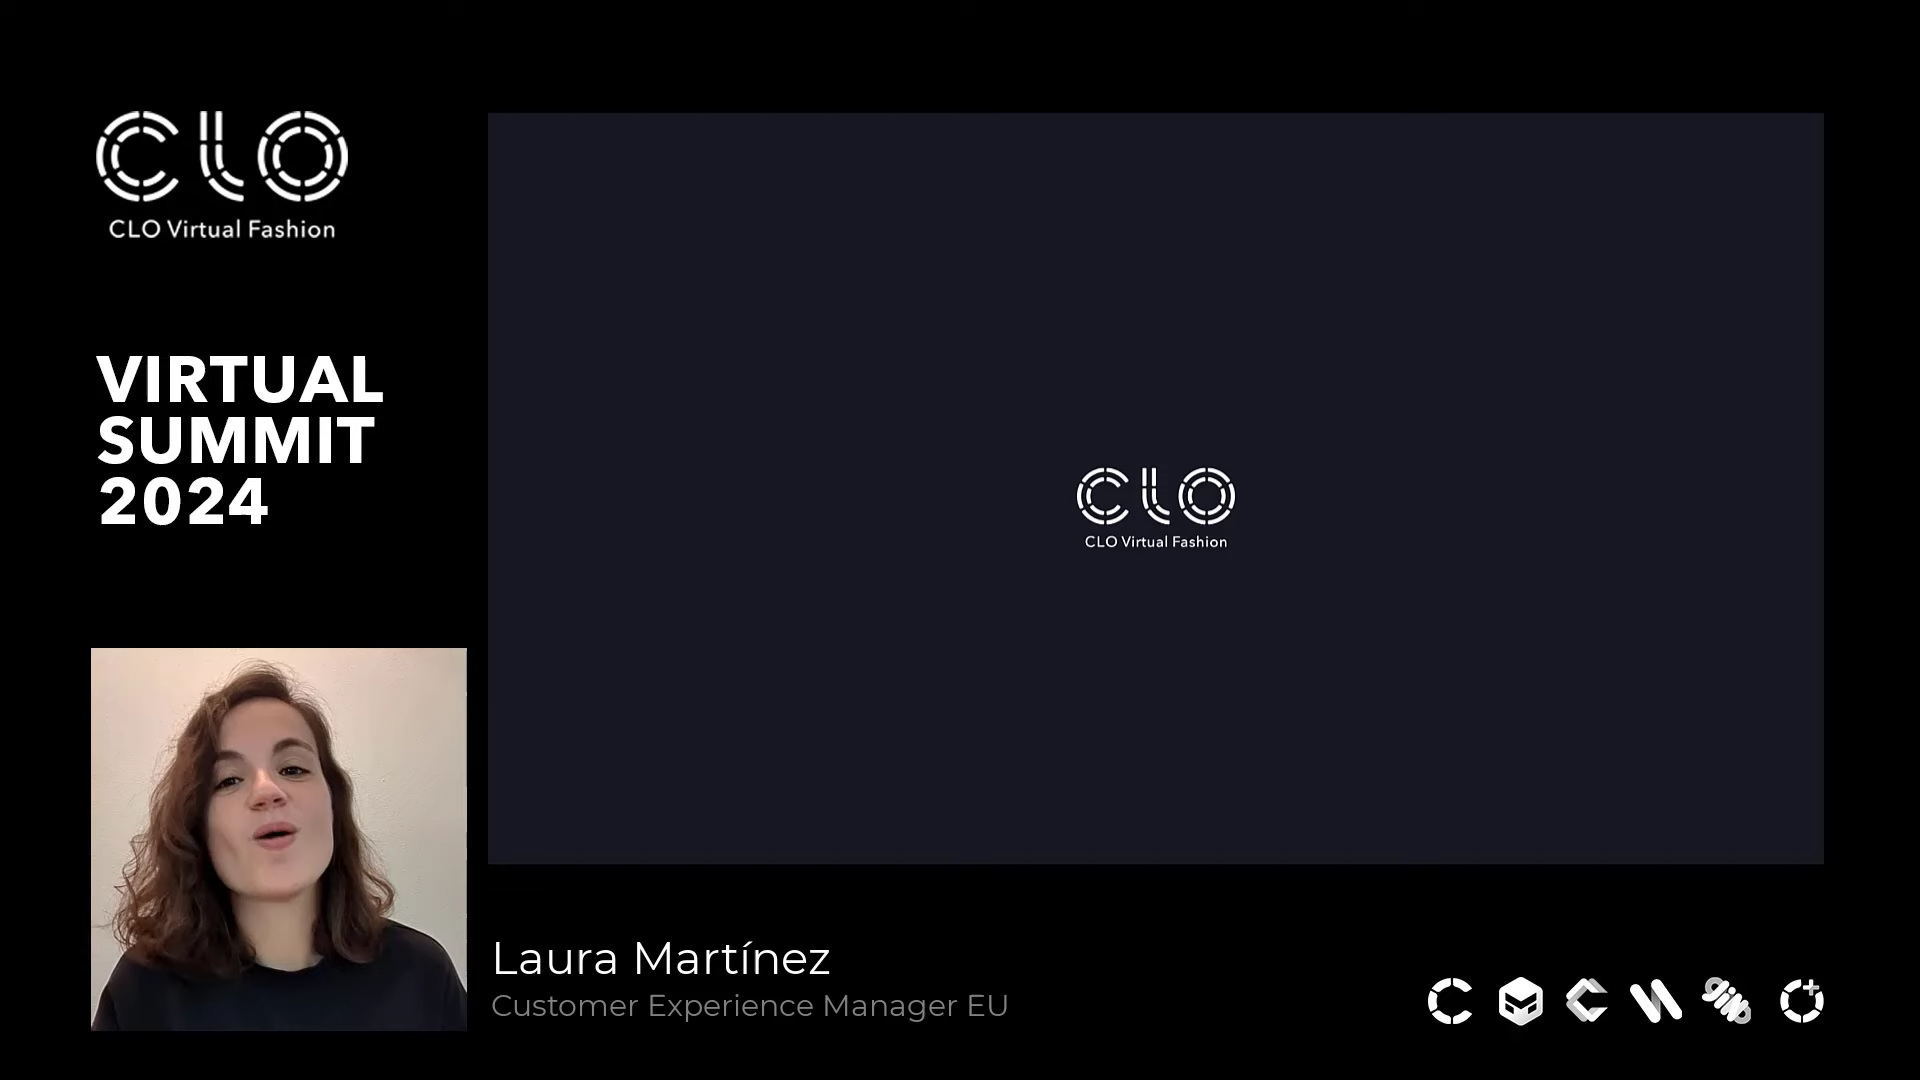 CLO
CLO Virtual Fashion
VIRTUAL
SUMMIT
2024
CLO
CLO Virtual Fashion
Laura Martínez
Customer Experience Manager EU